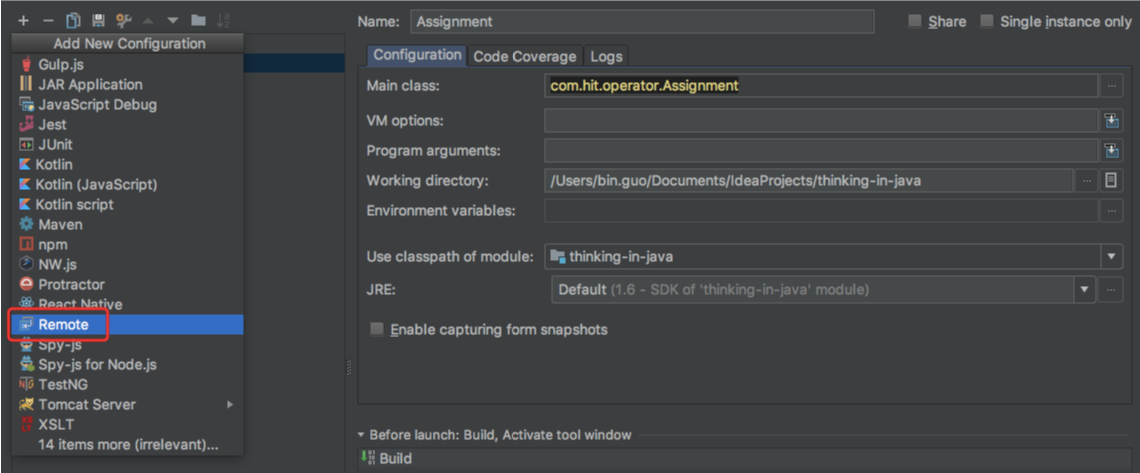 Name: Assignment Share Single instance only
Add New Configuration
Gulp.js
JAR Application
JavaScript Debug
Jest
JUnit
Kotlin
Kotlin (JavaScript)
Kotlin script
Maven
npm
NW.js
Protractor
React Native
Remote
Spy-js
Spy-js for Node.js
TestNG
Tomcat Server
XSLT
14 items more (irrelevant)...
Configuration Code Coverage Logs
Main class: com.hit.operator.Assignment ...
VM options:
Program arguments:
Working directory: /Users/bin.guo/Documents/IdeaProjects/thinking-in-java ...
Environment variables: ...
Use classpath of module: thinking-in-java
JRE: Default (1.6 - SDK of 'thinking-in-java' module) ...
Enable capturing form snapshots
Before launch: Build, Activate tool window
Build